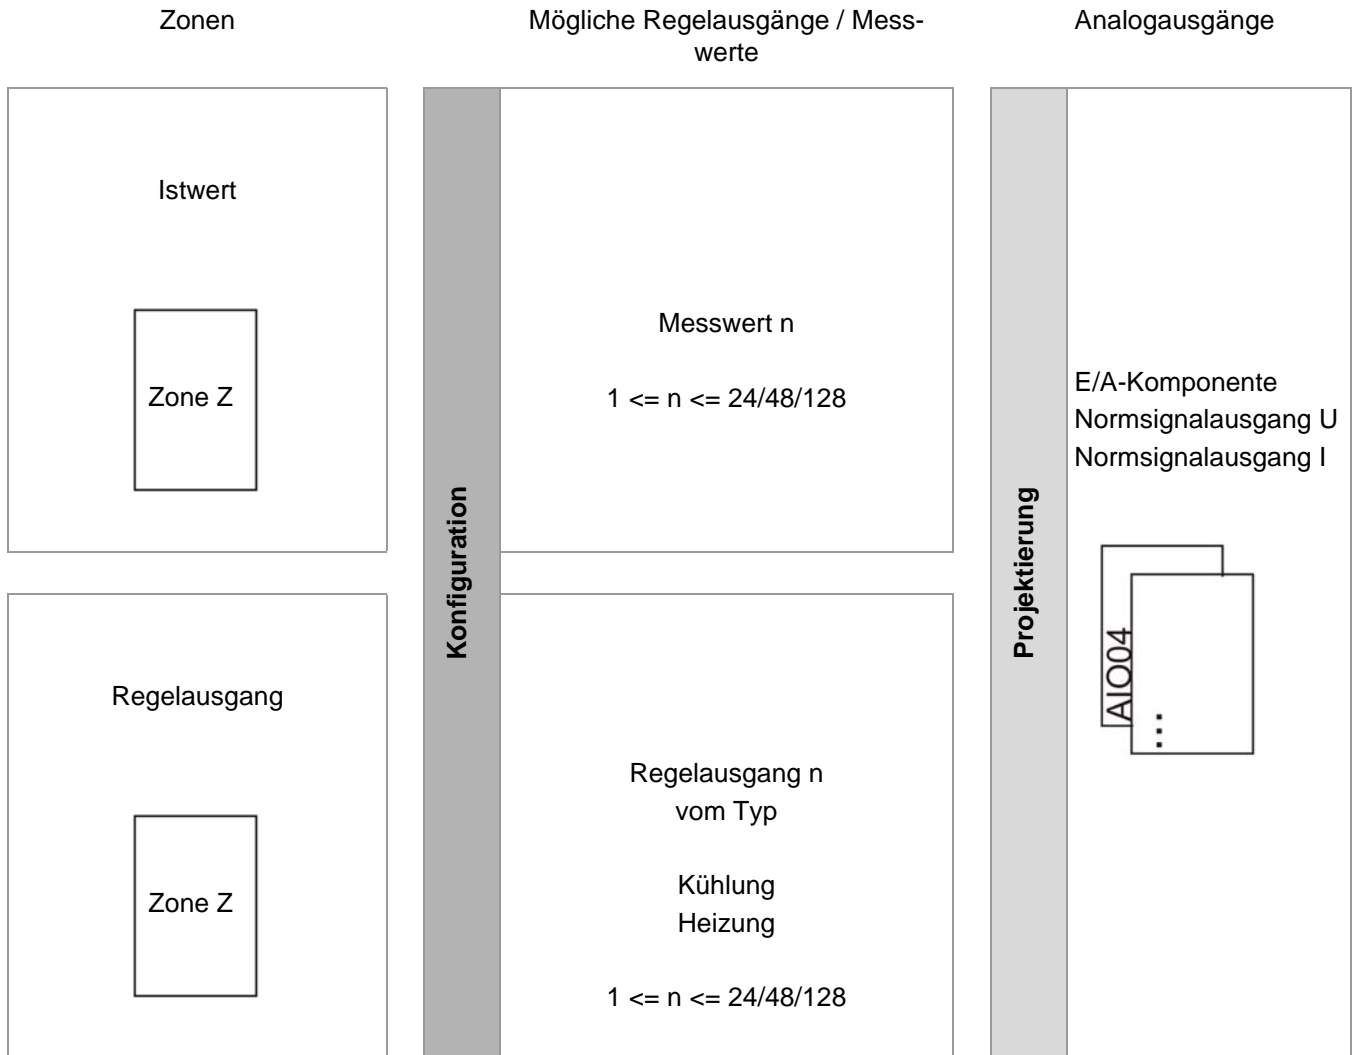 Zonen
Mögliche Regelausgänge / Mess-
werte
Analogausgänge
Istwert
Zone Z
Konfiguration
Messwert n
1 <= n <= 24/48/128
Projektierung
E/A-Komponente
Normsignalausgang U
Normsignalausgang I
AIO04
...
Regelausgang
Zone Z
Regelausgang n
vom Typ
Kühlung
Heizung
1 <= n <= 24/48/128